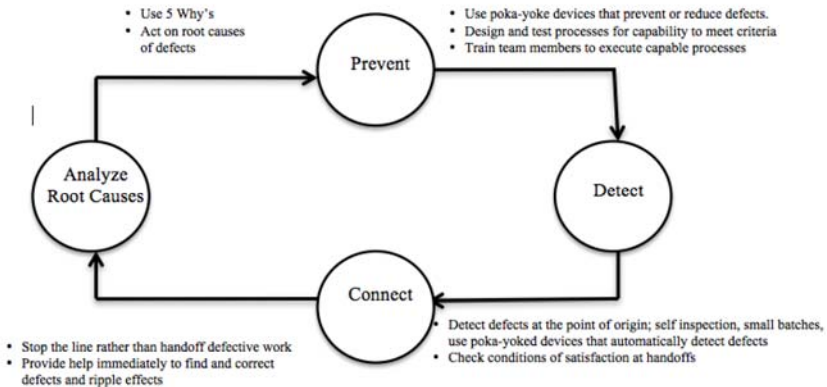 • Use 5 Why's
• Act on root causes
of defects
• Use poka-yoke devices that prevent or reduce defects.
• Design and test processes for capability to meet criteria
• Train team members to execute capable processes
Prevent
Analyze
Root Causes
Detect
Connect
• Detect defects at the point of origin; self inspection, small batches,
use poka-yoked devices that automatically detect defects
• Check conditions of satisfaction at handoffs
• Stop the line rather than handoff defective work
• Provide help immediately to find and correct
defects and ripple effects